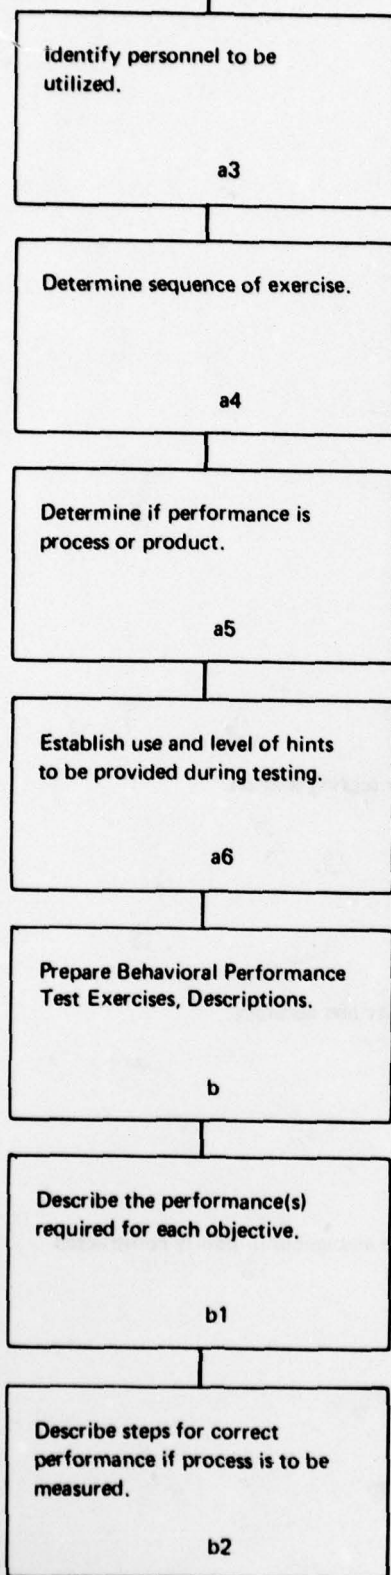 Identify personnel to be
utilized.
a3
Determine sequence of exercise.
a4
Determine if performance is
process or product.
a5
Establish use and level of hints
to be provided during testing.
a6
Prepare Behavioral Performance
Test Exercises, Descriptions.
b
Describe the performance(s)
required for each objective.
b1
Describe steps for correct
performance if process is to be
measured.
b2